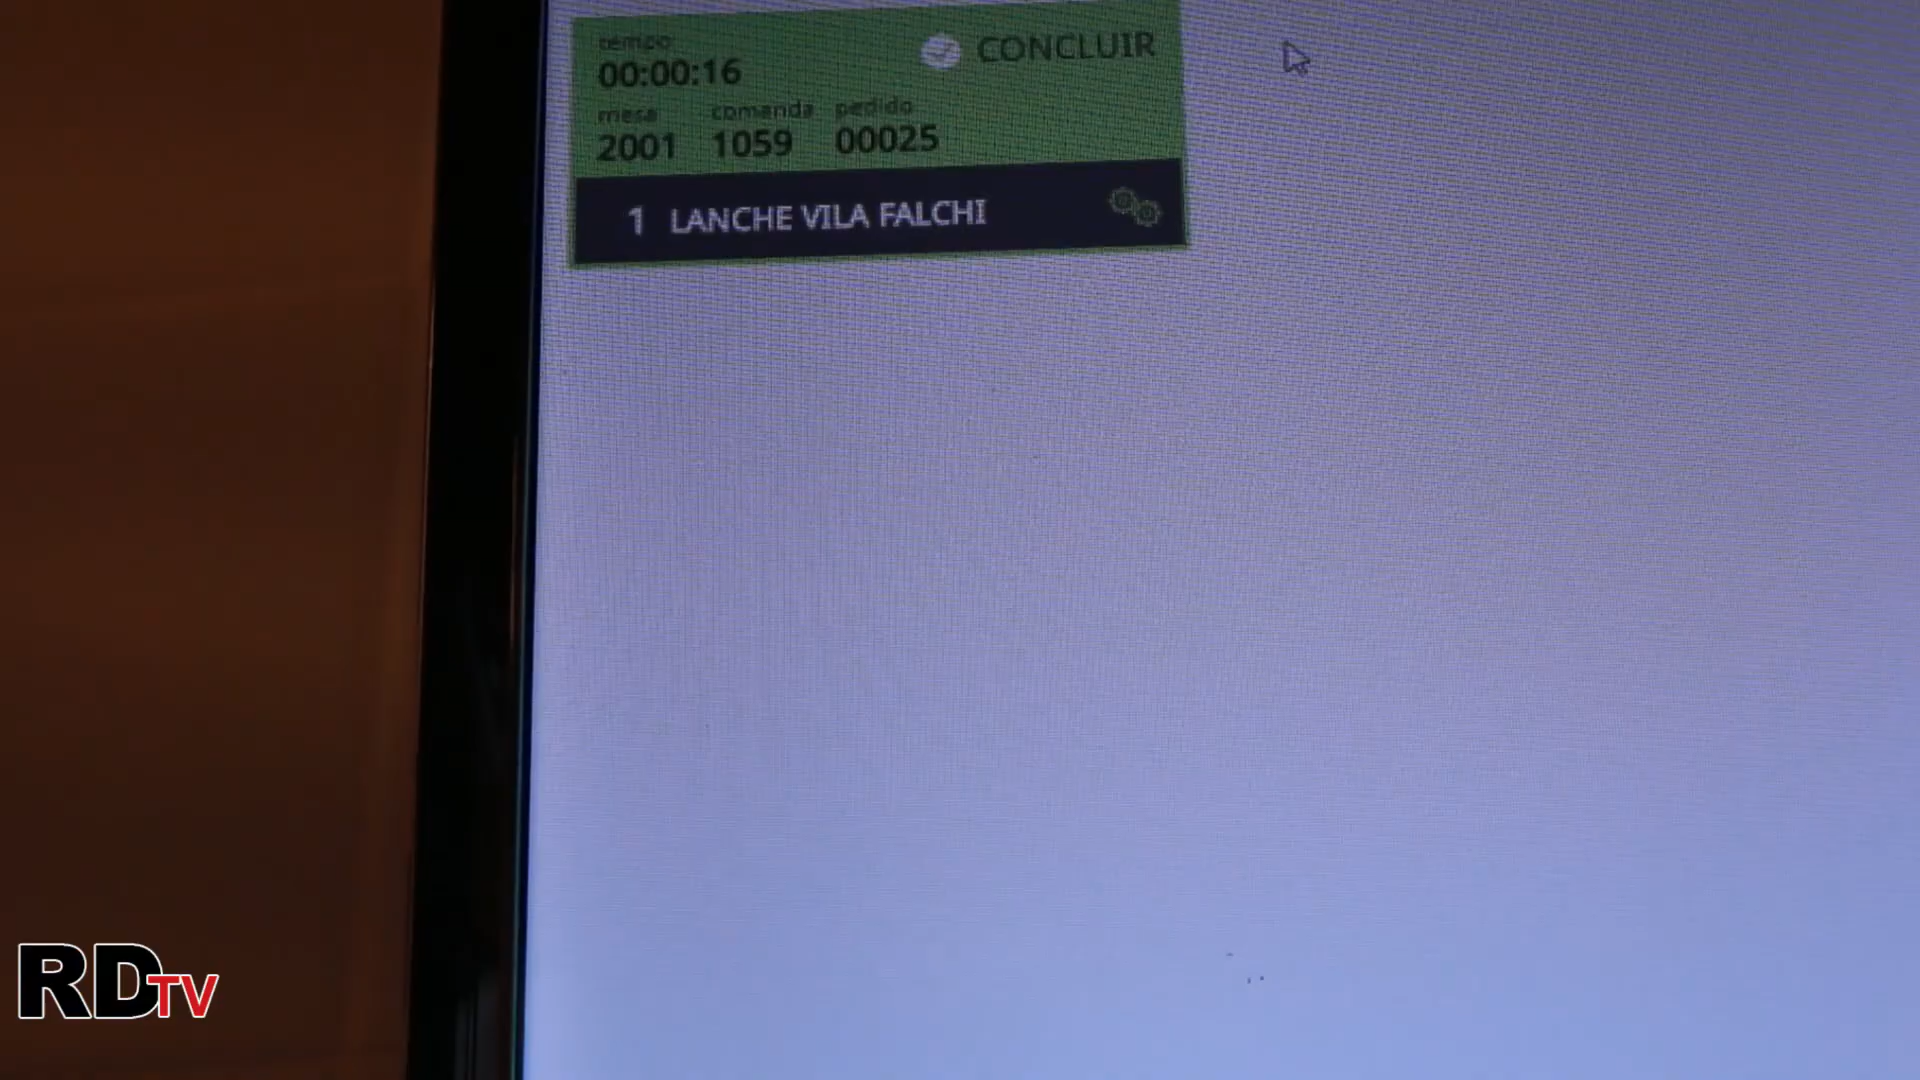 tempo
00:00:16
CONCLUIR
mesa comanda pedido
2001 1059 00025
1 LANCHE VILA FALCHI
RDTV